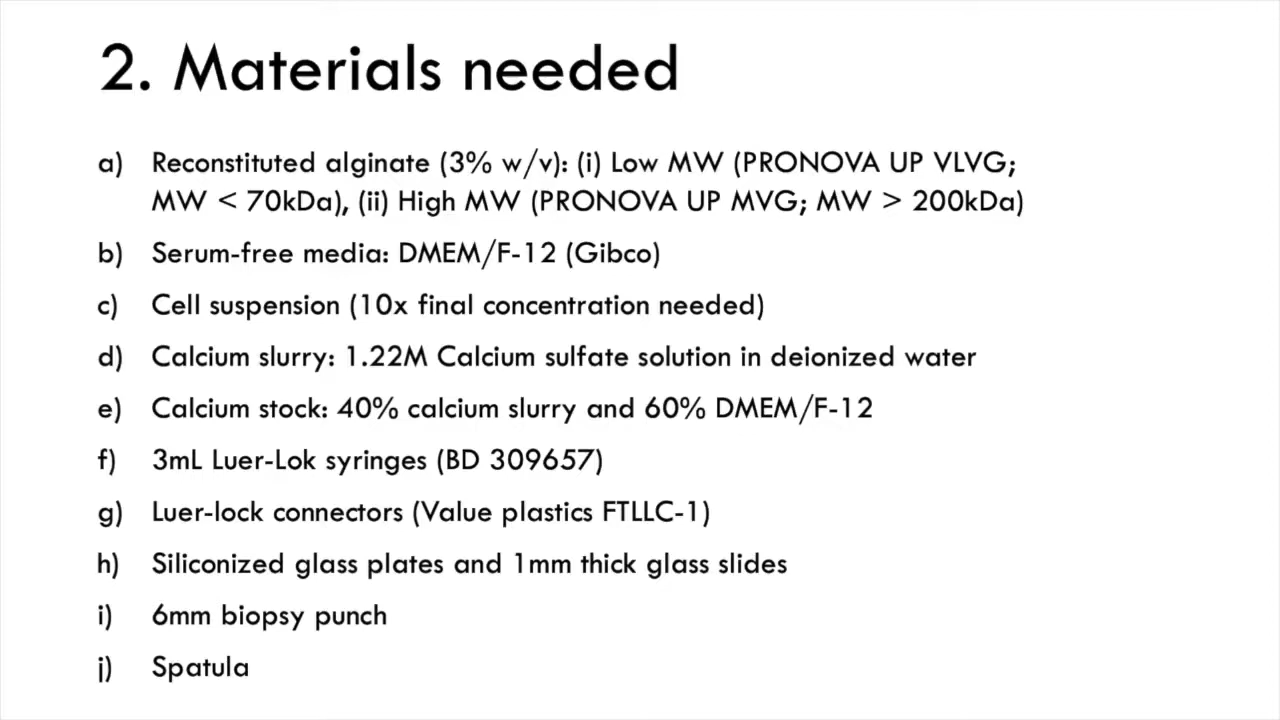 2. Materials needed
a) Reconstituted alginate (3% w/v): (i) Low MW (PRONOVA UP VLVG;
MW < 70kDa), (ii) High MW (PRONOVA UP MVG; MW > 200kDa)
b) Serum-free media: DMEM/F-12 (Gibco)
c) Cell suspension (10x final concentration needed)
d) Calcium slurry: 1.22M Calcium sulfate solution in deionized water
e) Calcium stock: 40% calcium slurry and 60% DMEM/F-12
f) 3mL Luer-Lok syringes (BD 309657)
g) Luer-lock connectors (Value plastics FTLLC-1)
h) Siliconized glass plates and 1mm thick glass slides
i) 6mm biopsy punch
j) Spatula